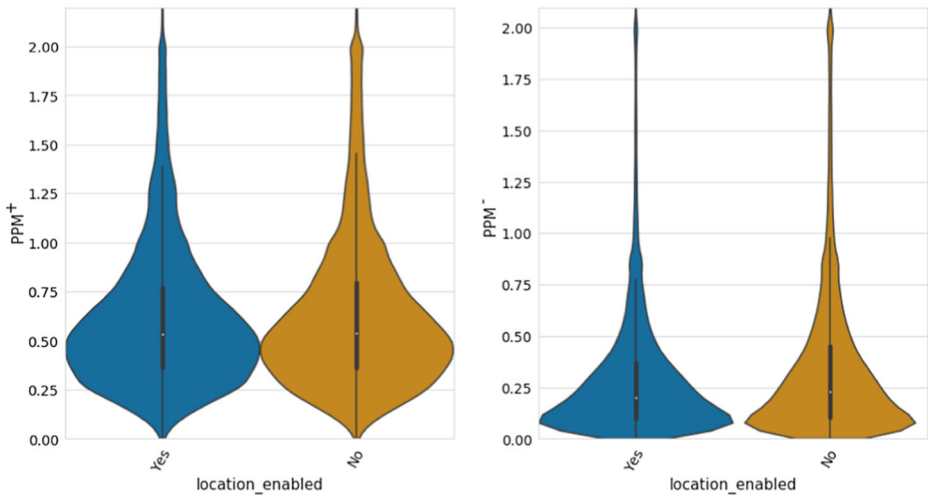 2.00
1.75
1.50
1.25
1.00
0.75
0.50
0.25
0.00
PPM+
Yes
No
location_enabled
2.00
1.75
1.50
1.25
1.00
0.75
0.50
0.25
0.00
PPM-
Yes
No
location_enabled